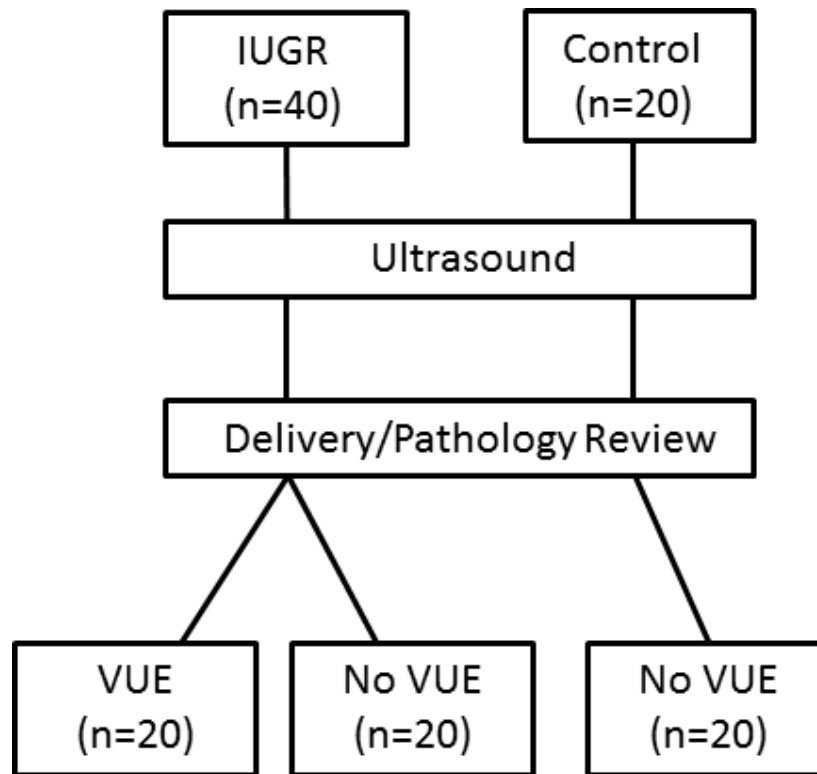 IUGR
(n=40)
Control
(n=20)
Ultrasound
Delivery/Pathology Review
VUE
(n=20)
No VUE
(n=20)
No VUE
(n=20)